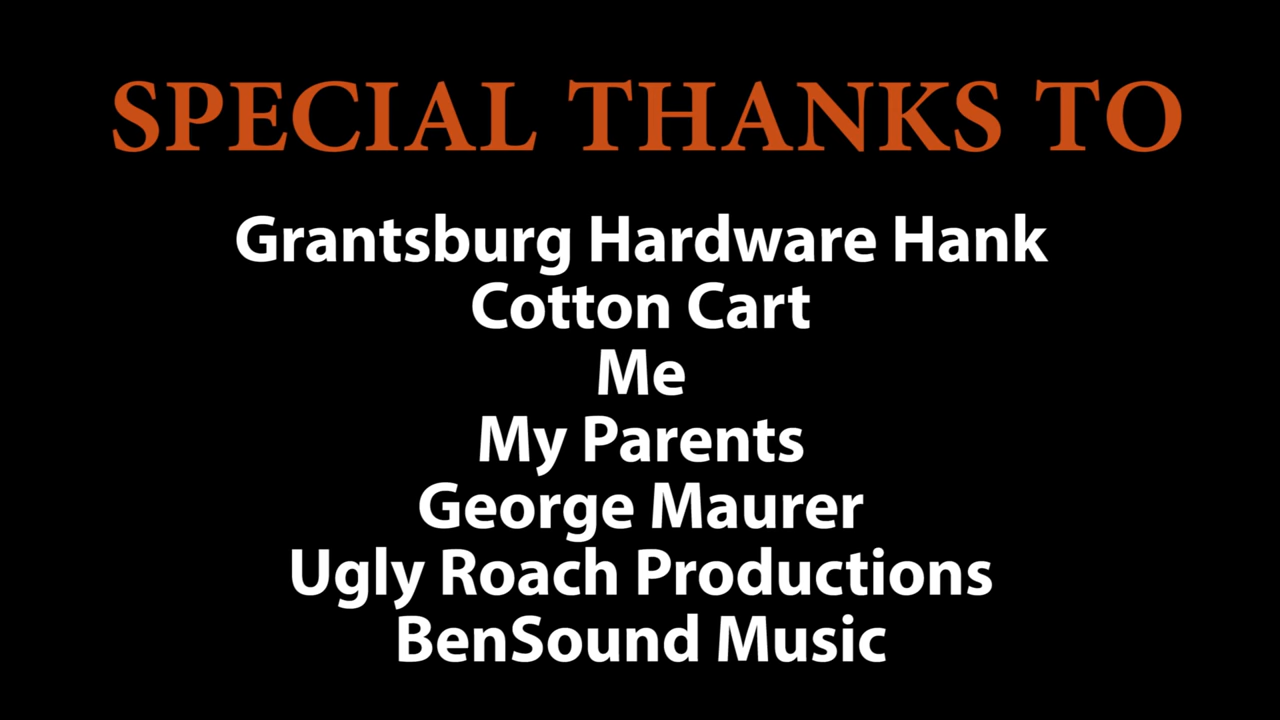 SPECIAL THANKS TO
Grantsburg Hardware Hank
Cotton Cart
Me
My Parents
George Maurer
Ugly Roach Productions
BenSound Music